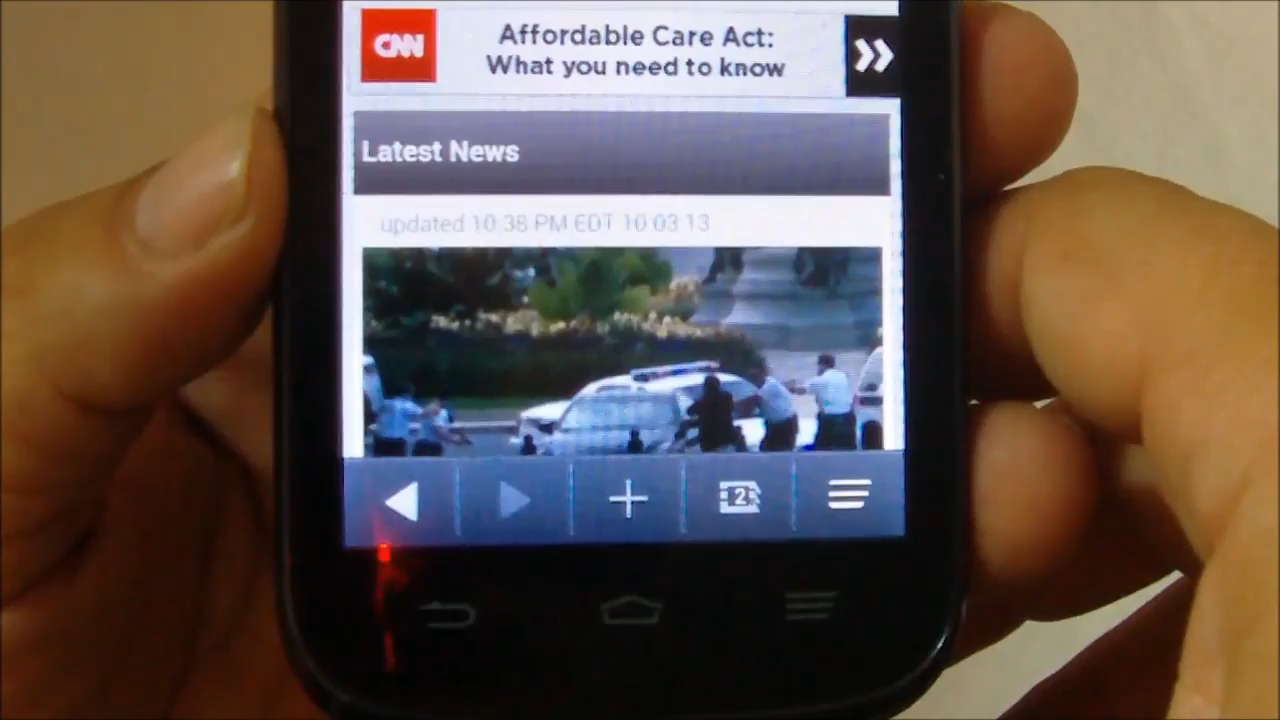 CNN
Affordable Care Act:
What you need to know
Latest News
updated 10:38 PM EDT 10 03 13
2